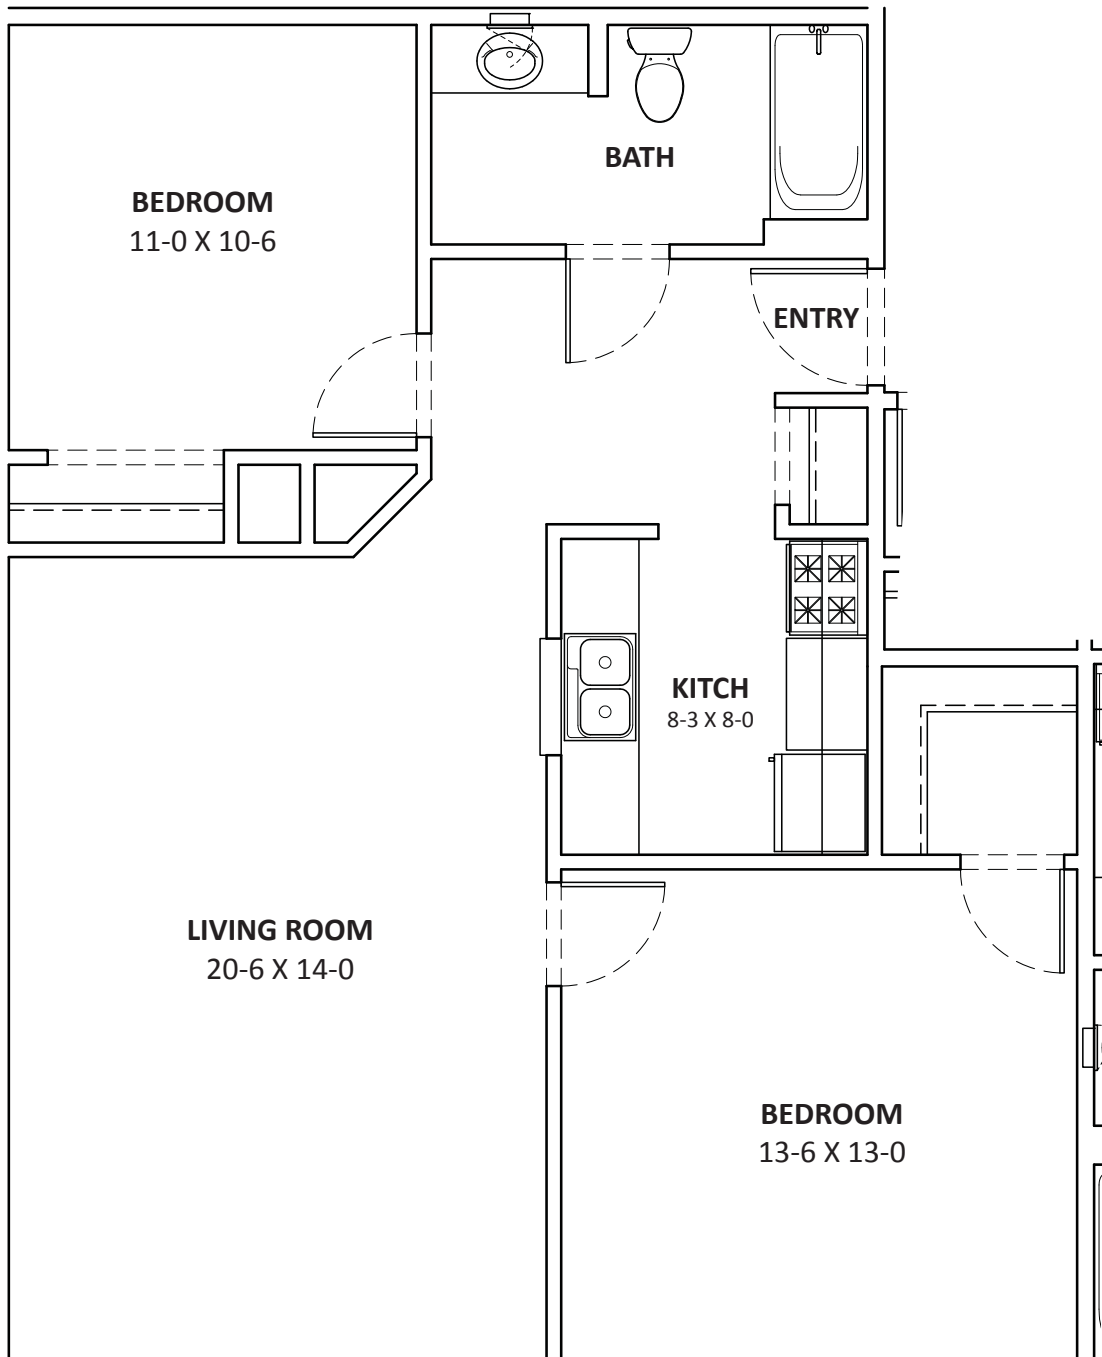 BATH
BEDROOM
11-0 X 10-6
ENTRY
KITCH
8-3 X 8-0
LIVING ROOM
20-6 X 14-0
BEDROOM
13-6 X 13-0